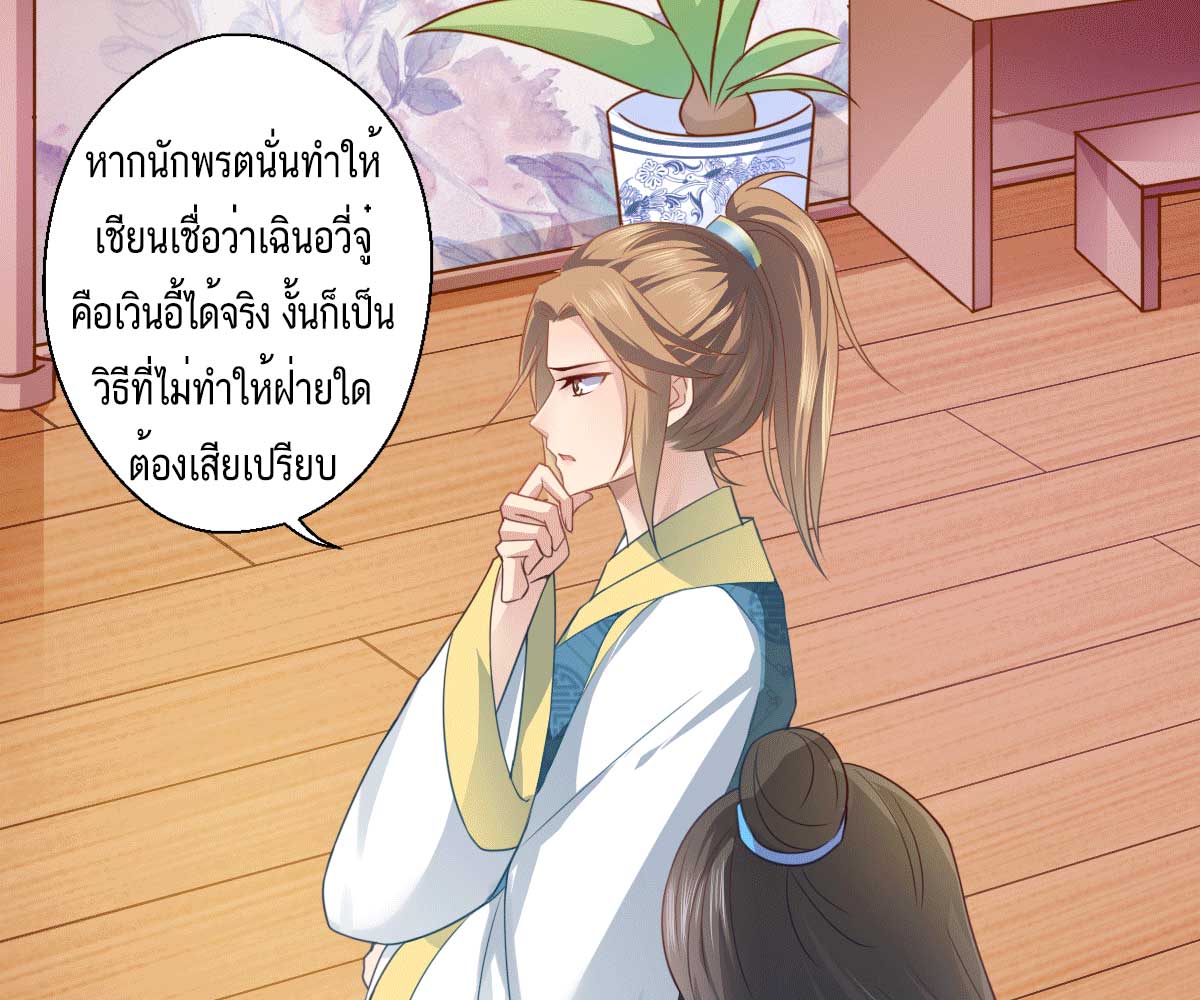 หากนักพรตนั่นทำให้
เชียนเชื่อว่าเฉินอวี่จู๋
คือเวินอี้ได้จริง งั้นก็เป็น
วิธีที่ไม่ทำให้ฝ่ายใด
ต้องเสียเปรียบ